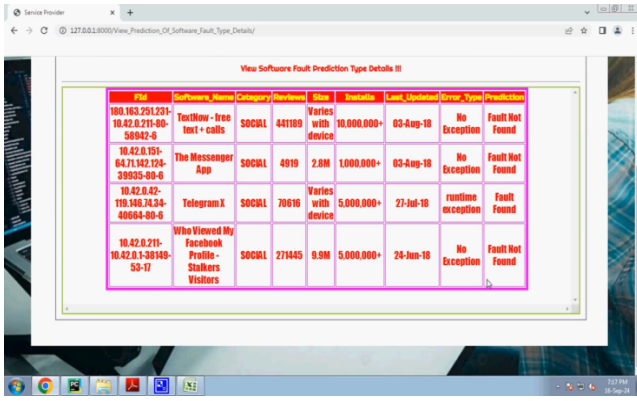 Service Provider
127.0.0.1:8000/View_Prediction_Of_Software_Fault_Type_Details/
View Software Foult Prediction Type Details !!!
FId Software_Name Category Reviews Size Installs Last_Updated Error_Type Prediction
180.163.251.231-10.42.0.211-80-58942-6 TextNow - free text + calls SOCIAL 441189 Varies with device 10,000,000+ 03-Aug-18 No Exception Fault Not Found
10.42.0.151-64.71.142.124-39935-80-6 The Messenger App SOCIAL 4919 2.8M 1,000,000+ 03-Aug-18 No Exception Fault Not Found
10.42.0.42-119.146.74.34-40664-80-6 Telegram X SOCIAL 70616 Varies with device 5,000,000+ 27-Jul-18 runtime exception Fault Found
10.42.0.211-10.42.0.1-38149-53-17 Who Viewed My Facebook Profile - Stalkers Visitors SOCIAL 271445 9.9M 5,000,000+ 24-Jun-18 No Exception Fault Not Found
7:17 PM
16-Sep-24